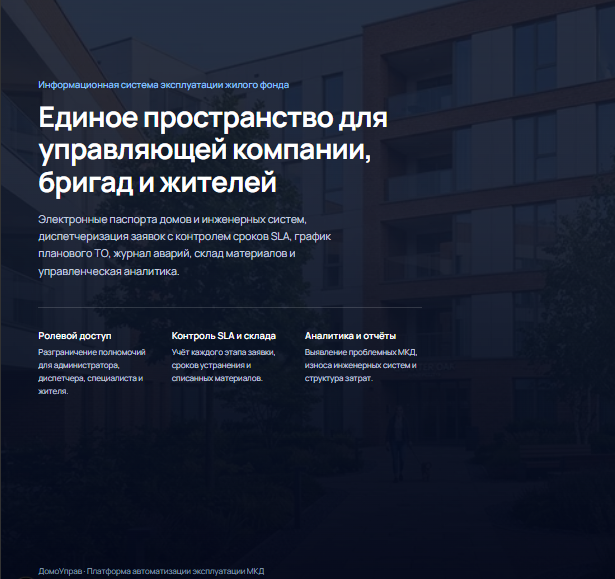 Информационная система эксплуатации жилого фонда
Единое пространство для
управляющей компании,
бригад и жителей
Электронные паспорта домов и инженерных систем,
диспетчеризация заявок с контролем сроков SLA, график
планового ТО, журнал аварий, склад материалов и
управленческая аналитика.
Ролевой доступ
Разграничение полномочий
для администратора,
диспетчера, специалиста и
жителя.
Контроль SLA и склада
Учёт каждого этапа заявки,
сроков устранения и
списанных материалов.
Аналитика и отчёты
Выявление проблемных МКД,
износа инженерных систем и
структура затрат.
ДомоУправ · Платформа автоматизации эксплуатации МКД